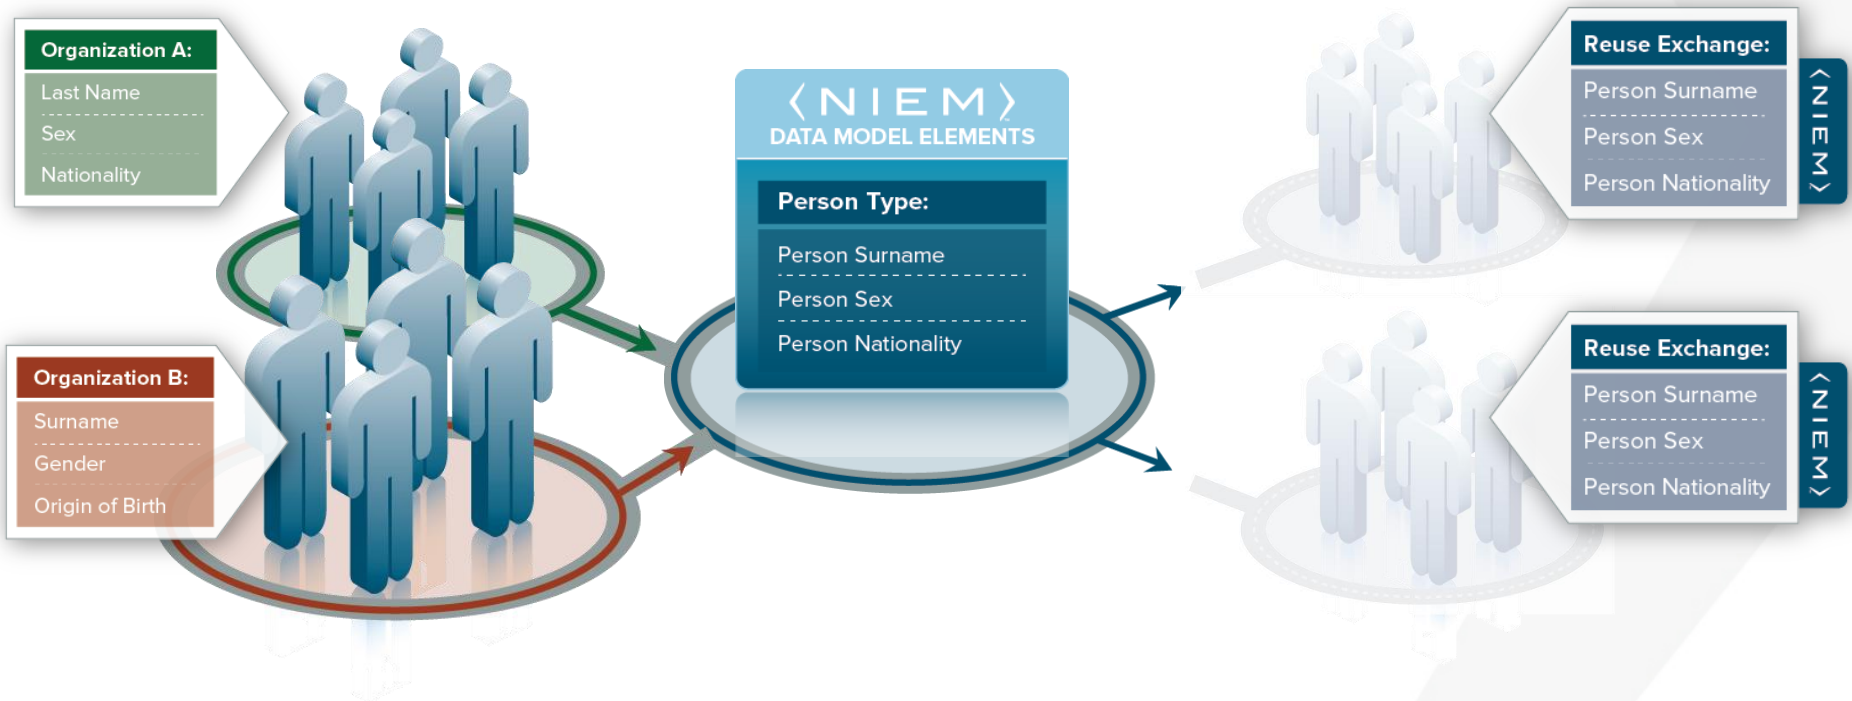 Organization A:
Last Name
Sex
Nationality
Organization B:
Surname
Gender
Origin of Birth
〈NIEM〉™
DATA MODEL ELEMENTS
Person Type:
Person Surname
Person Sex
Person Nationality
Reuse Exchange:
Person Surname
Person Sex
Person Nationality
〈NIEM〉
Reuse Exchange:
Person Surname
Person Sex
Person Nationality
〈NIEM〉